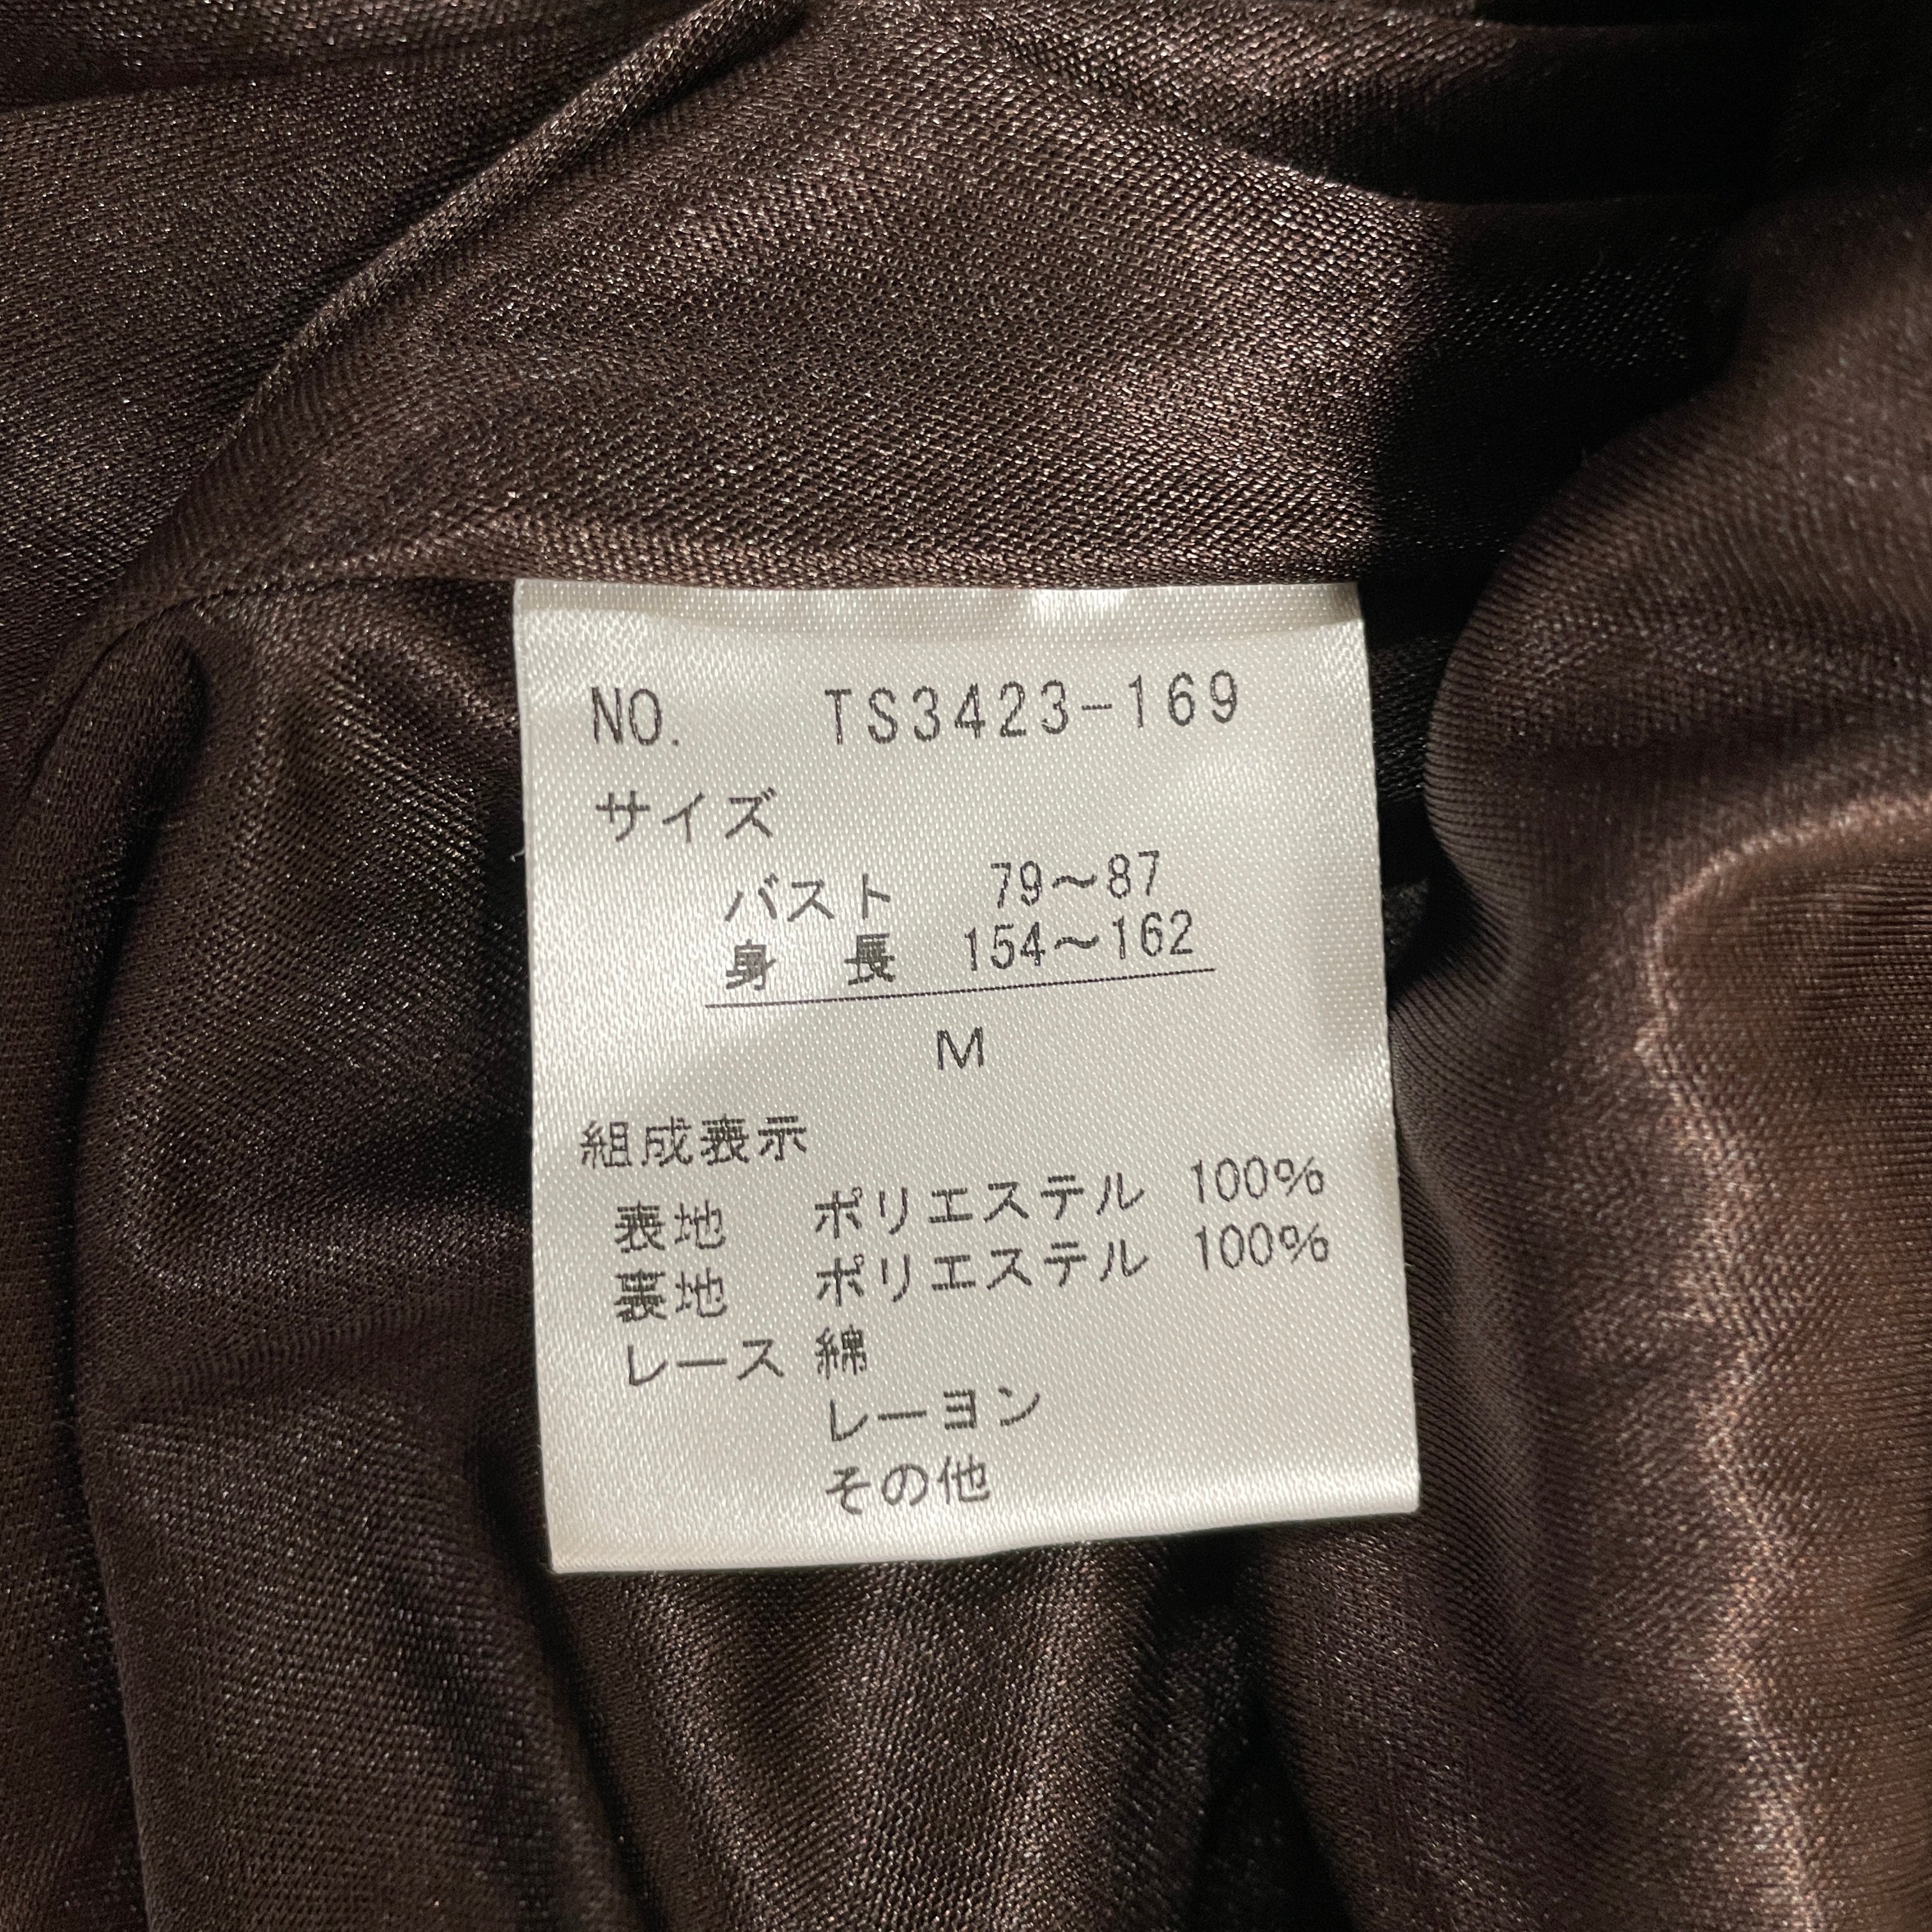 NO. TS3423-169
サイズ
バスト 79～87
身 長 154～162
M
組成表示
表地 ポリエステル 100%
裏地 ポリエステル 100%
レース 綿
レーヨン
その他